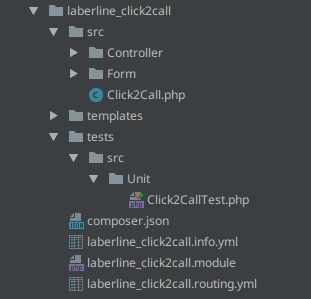 laberline_click2call
src
Controller
Form
Click2Call.php
templates
tests
src
Unit
Click2CallTest.php
composer.json
laberline_click2call.info.yml
laberline_click2call.module
laberline_click2call.routing.yml